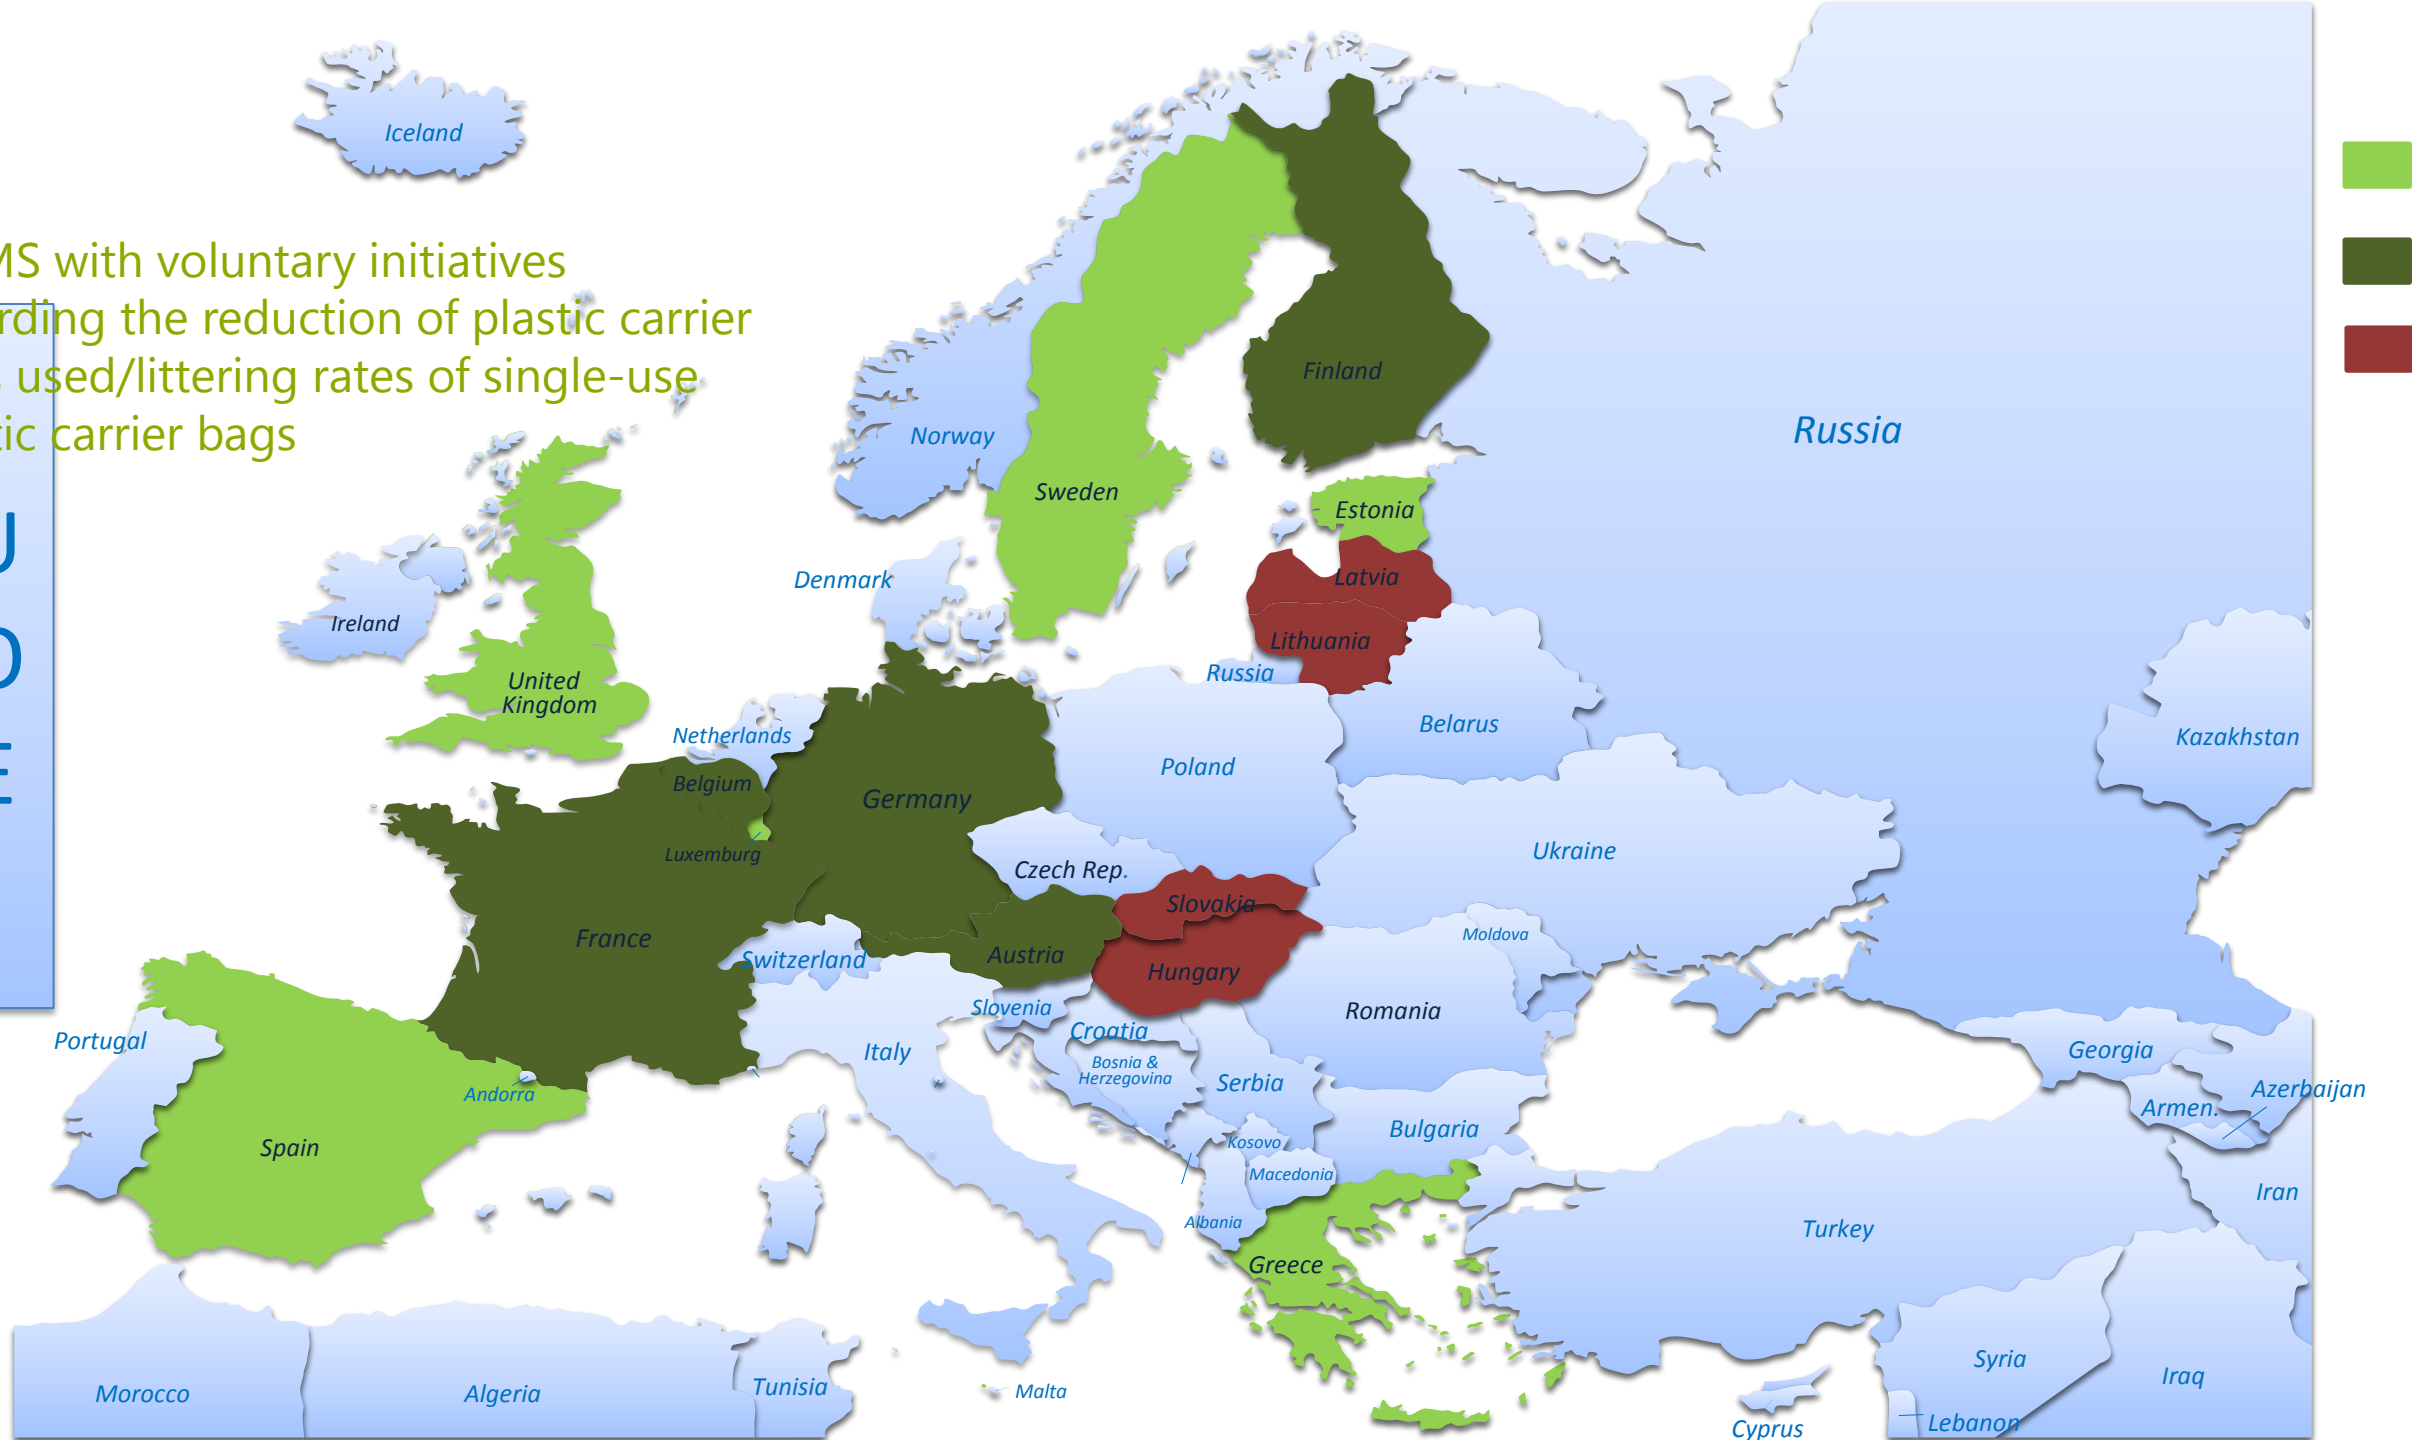 Iceland
MS with voluntary initiatives
rding the reduction of plastic carrier
s used/littering rates of single-use
tic carrier bags
U
O
E
Finland
Norway
Russia
Sweden
Estonia
Denmark
Latvia
Ireland
Lithuania
Russia
United
Kingdom
Netherlands
Belarus
Kazakhstan
Poland
Belgium
Germany
Luxemburg
Ukraine
Czech Rep.
Slovakia
France
Moldova
Switzerland
Austria
Hungary
Slovenia
Romania
Portugal
Croatia
Italy
Georgia
Bosnia &
Herzegovina
Serbia
Andorra
Azerbaijan
Armen.
Bulgaria
Spain
Kosovo
Macedonia
Iran
Albania
Turkey
Greece
Syria
Iraq
Morocco
Algeria
Tunisia
Malta
Cyprus
Lebanon